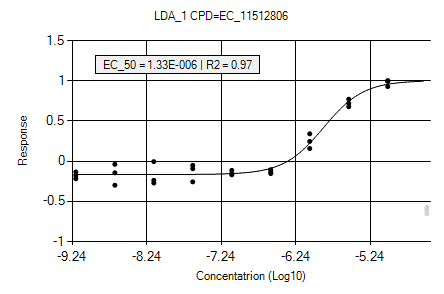 LDA_1 CPD=EC_11512806
EC_50 = 1.33E-006 | R2 = 0.97
1.5
1
0.5
0
-0.5
-1
Response
-9.24 -8.24 -7.24 -6.24 -5.24
Concentatrion (Log10)